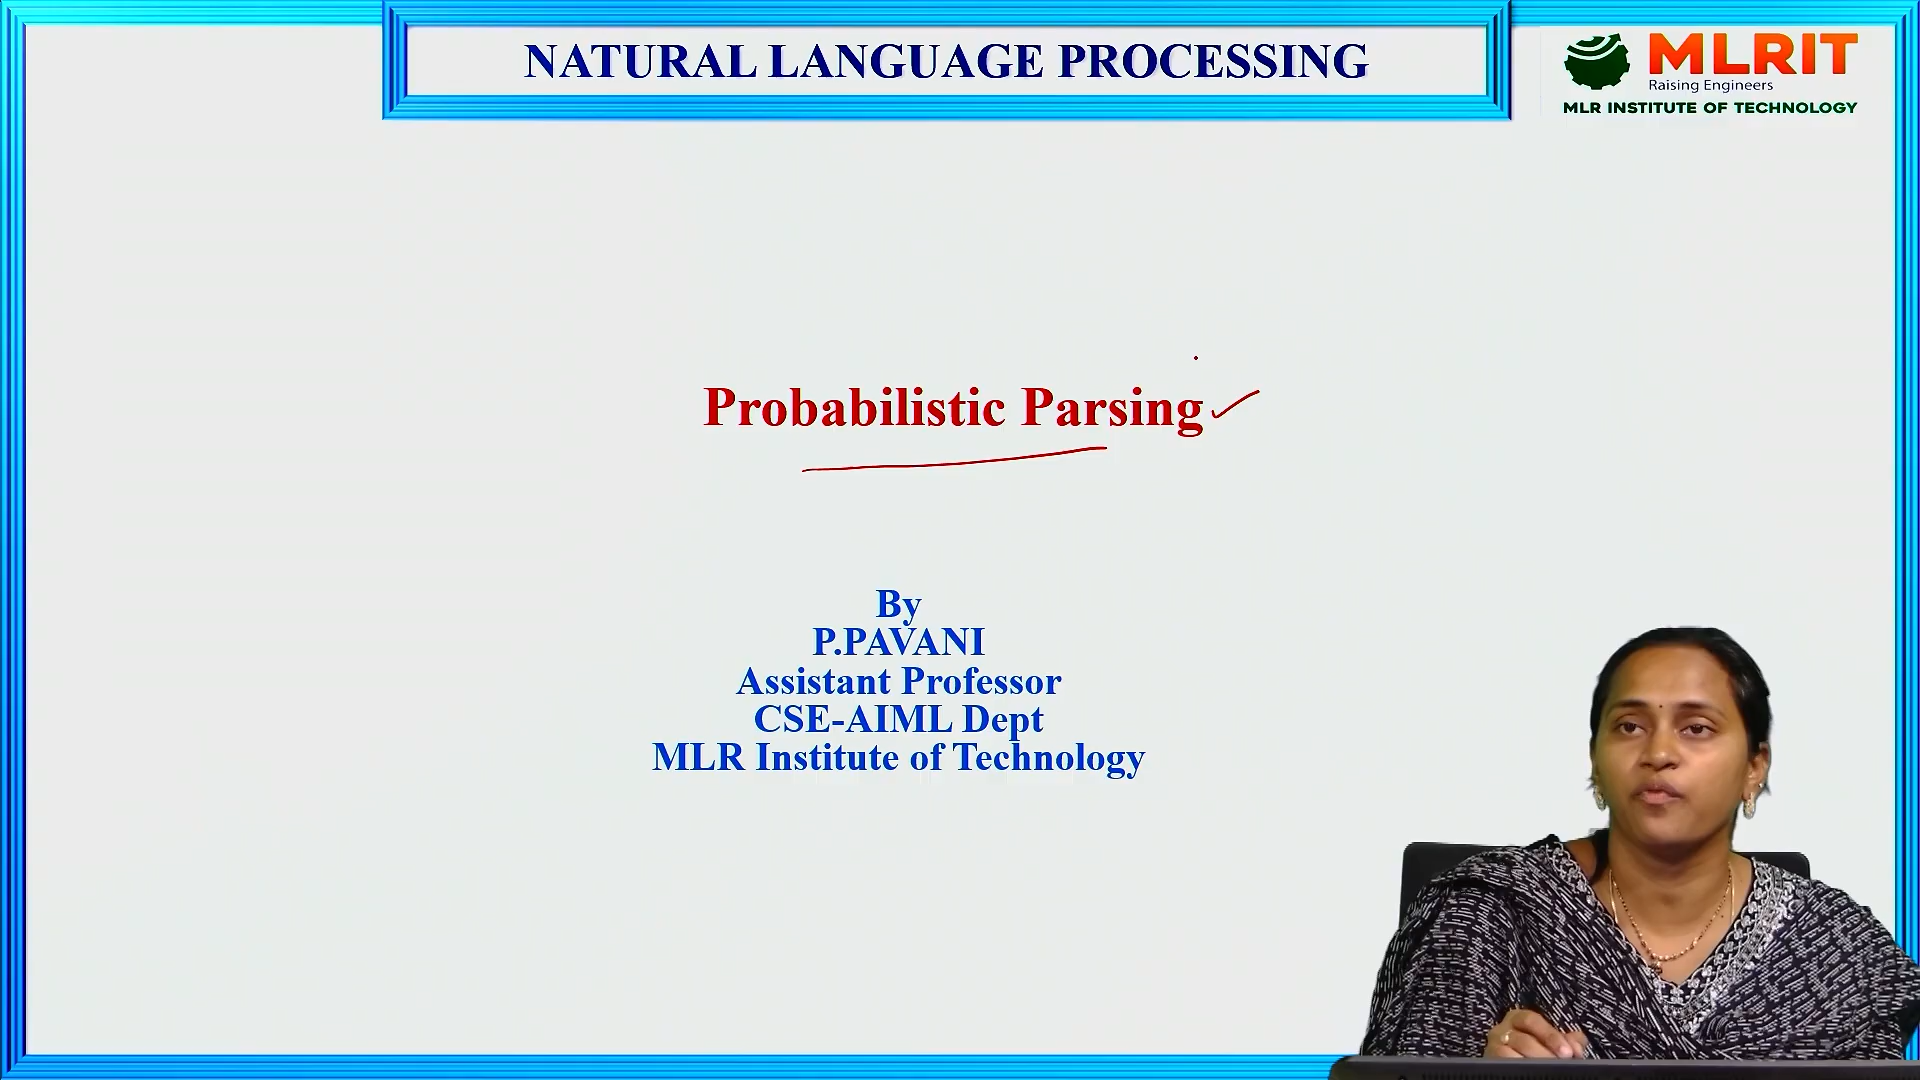 NATURAL LANGUAGE PROCESSING
MLRIT
Raising Engineers
MLR INSTITUTE OF TECHNOLOGY
Probabilistic Parsing
By
P.PAVANI
Assistant Professor
CSE-AIML Dept
MLR Institute of Technology